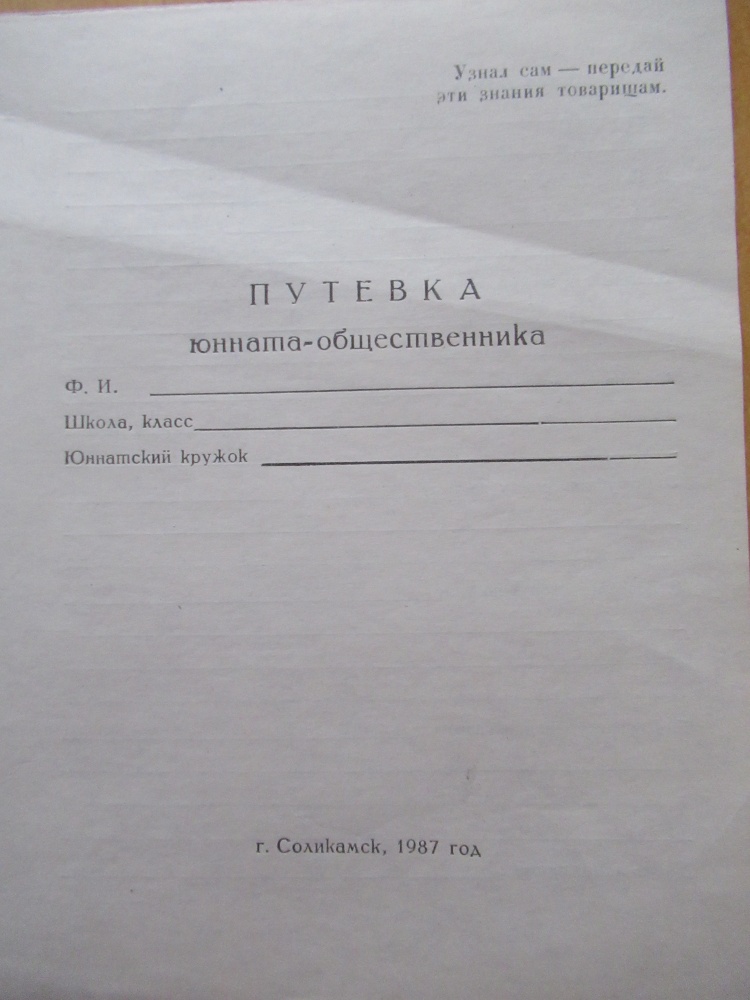 Узнал сам — передай
эти знания товарищам.
ПУТЕВКА
юнната-общественника
Ф. И.
Школа, класс
Юннатский кружок
г. Соликамск, 1987 год